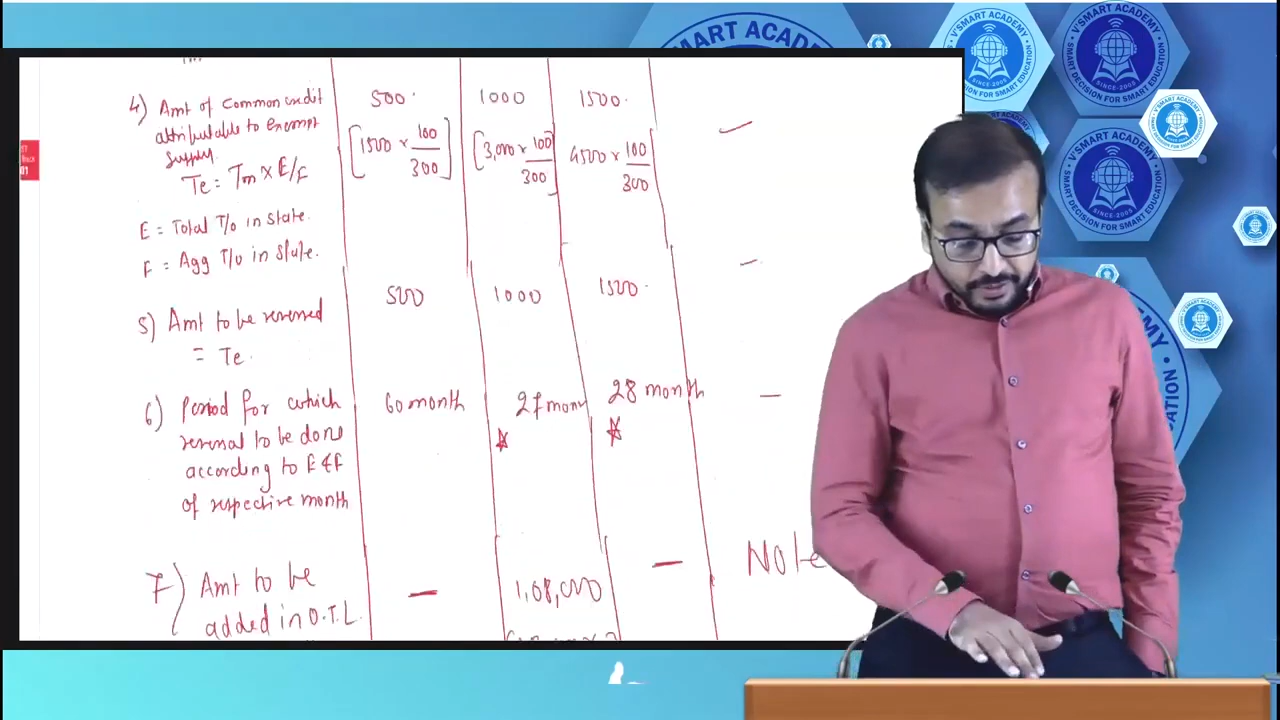 4) Amt of Common credit 500 1000 1500
attributable to Exempt [1500 × 100/300] [3,000 × 100/300] 4500 × 100/300
supply.
Te = Tm × E/F
E = Total T/o in state.
F = Agg T/o in state.
5) Amt to be reversed 500 1000 1500
= Te.
6) Period for which 60 month 27 mon 28 month —
reversal to be done
according to E & F
of respective month
7) Amt to be — 1,08,000 — Note
added in O.T.L.
V'SMART ACADEMY
SMART DECISION FOR SMART EDUCATION
SINCE-2005